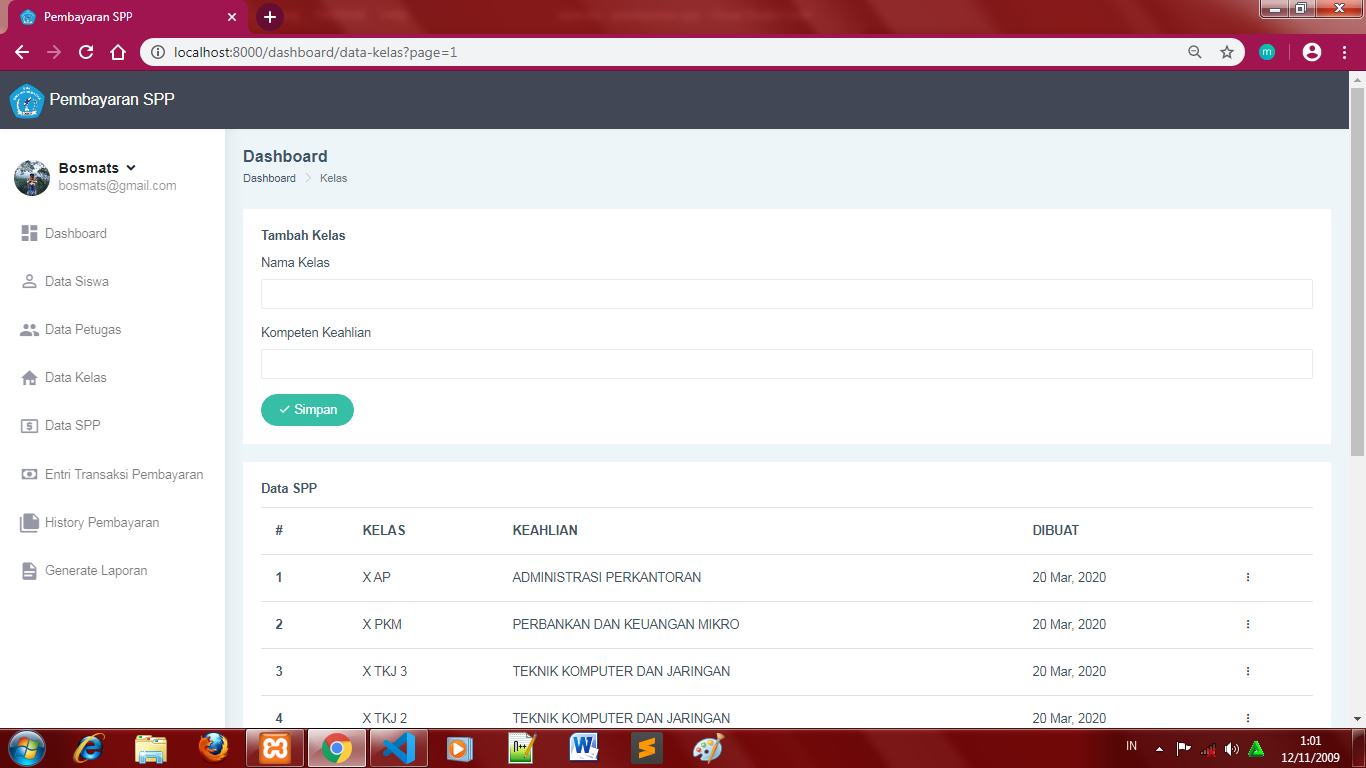 Pembayaran SPP
localhost:8000/dashboard/data-kelas?page=1
m
Pembayaran SPP
Bosmats
bosmats@gmail.com
Dashboard
Data Siswa
Data Petugas
Data Kelas
Data SPP
Entri Transaksi Pembayaran
History Pembayaran
Generate Laporan
Dashboard
Dashboard Kelas
Tambah Kelas
Nama Kelas
Kompeten Keahlian
Simpan
Data SPP
# KELAS KEAHLIAN DIBUAT
1 X AP ADMINISTRASI PERKANTORAN 20 Mar, 2020
2 X PKM PERBANKAN DAN KEUANGAN MIKRO 20 Mar, 2020
3 X TKJ 3 TEKNIK KOMPUTER DAN JARINGAN 20 Mar, 2020
4 X TKJ 2 TEKNIK KOMPUTER DAN JARINGAN 20 Mar, 2020
IN
1:01
12/11/2009